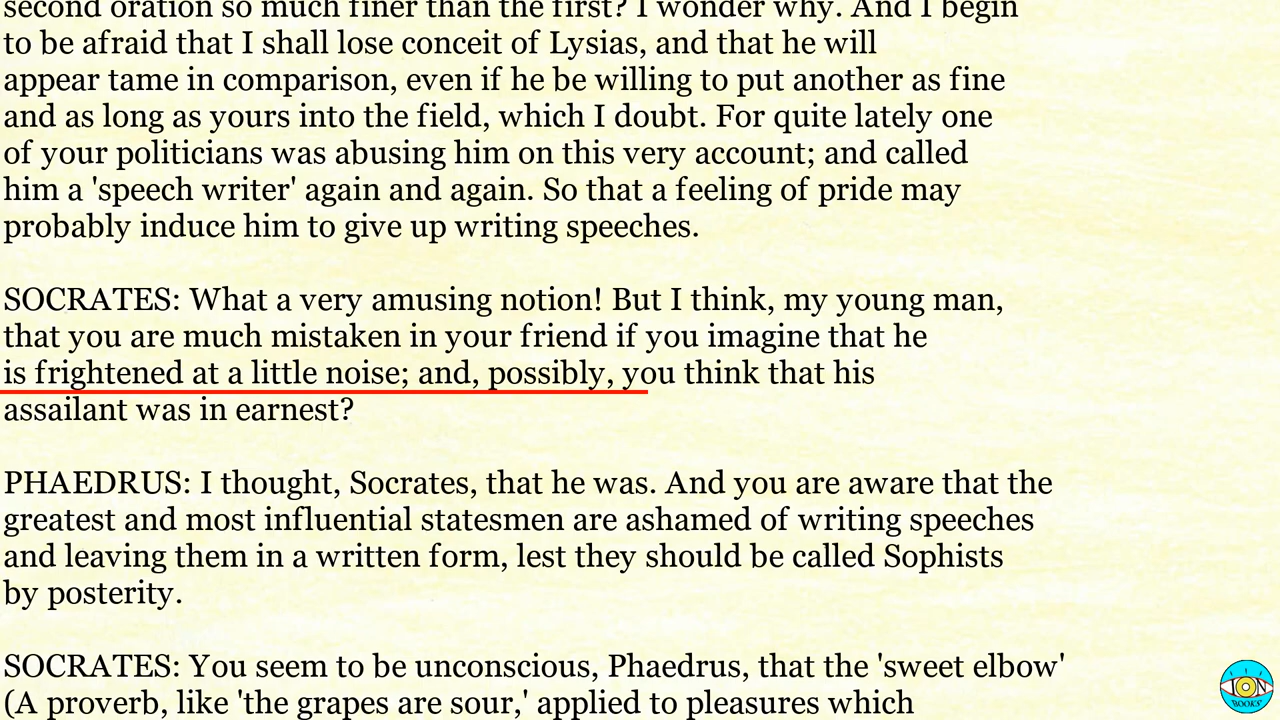 second oration so much finer than the first? I wonder why. And I begin
to be afraid that I shall lose conceit of Lysias, and that he will
appear tame in comparison, even if he be willing to put another as fine
and as long as yours into the field, which I doubt. For quite lately one
of your politicians was abusing him on this very account; and called
him a 'speech writer' again and again. So that a feeling of pride may
probably induce him to give up writing speeches.
SOCRATES: What a very amusing notion! But I think, my young man,
that you are much mistaken in your friend if you imagine that he
is frightened at a little noise; and, possibly, you think that his
assailant was in earnest?
PHAEDRUS: I thought, Socrates, that he was. And you are aware that the
greatest and most influential statesmen are ashamed of writing speeches
and leaving them in a written form, lest they should be called Sophists
by posterity.
SOCRATES: You seem to be unconscious, Phaedrus, that the 'sweet elbow'
(A proverb, like 'the grapes are sour,' applied to pleasures which
ION
BOOKS